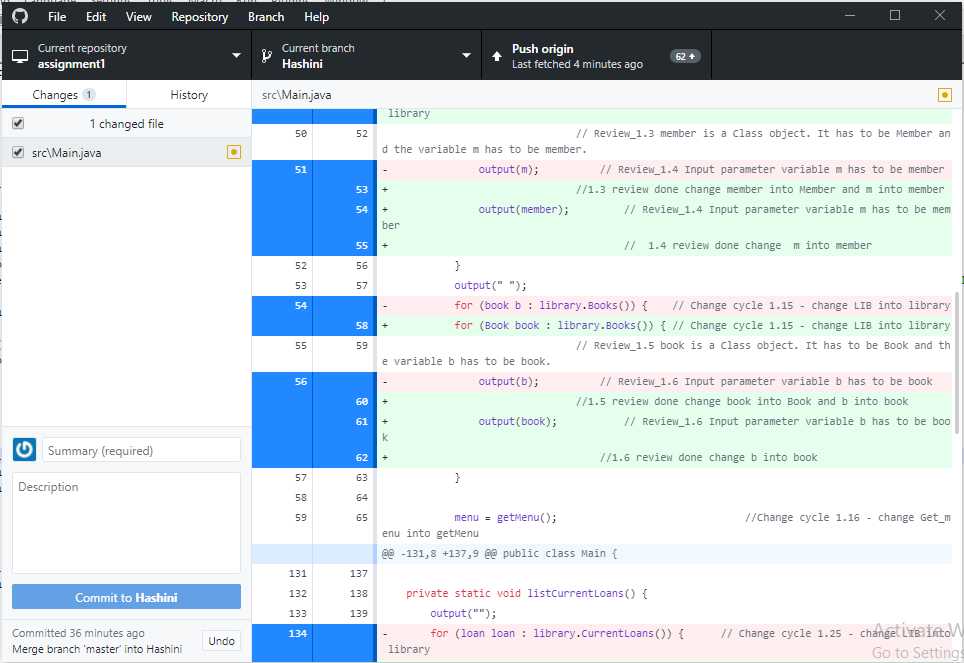 File Edit View Repository Branch Help
Current repository
assignment1
Current branch
Hashini
Push origin
Last fetched 4 minutes ago
62
Changes 1
History
src\Main.java
1 changed file
src\Main.java
library
50 52 // Review_1.3 member is a Class object. It has to be Member an
d the variable m has to be member.
51 - output(m); // Review_1.4 Input parameter variable m has to be member
53 + //1.3 review done change member into Member and m into member
54 + output(member); // Review_1.4 Input parameter variable m has to be mem
ber
55 + // 1.4 review done change m into member
52 56 }
53 57 output(" ");
54 - for (book b : library.Books()) { // Change cycle 1.15 - change LIB into library
58 + for (Book book : library.Books()) { // Change cycle 1.15 - change LIB into library
55 59 // Review_1.5 book is a Class object. It has to be Book and th
e variable b has to be book.
56 - output(b); // Review_1.6 Input parameter variable b has to be book
60 + //1.5 review done change book into Book and b into book
61 + output(book); // Review_1.6 Input parameter variable b has to be boo
k
62 + //1.6 review done change b into book
57 63 }
58 64
59 65 menu = getMenu(); //Change cycle 1.16 - change Get_m
enu into getMenu
@@ -131,8 +137,9 @@ public class Main {
131 137
132 138 private static void listCurrentLoans() {
133 139 output("");
134 - for (loan loan : library.CurrentLoans()) { // Change cycle 1.25 - change LIB into
library
Summary (required)
Description
Commit to Hashini
Committed 36 minutes ago
Merge branch 'master' into Hashini
Undo
Activate W
Go to Settings